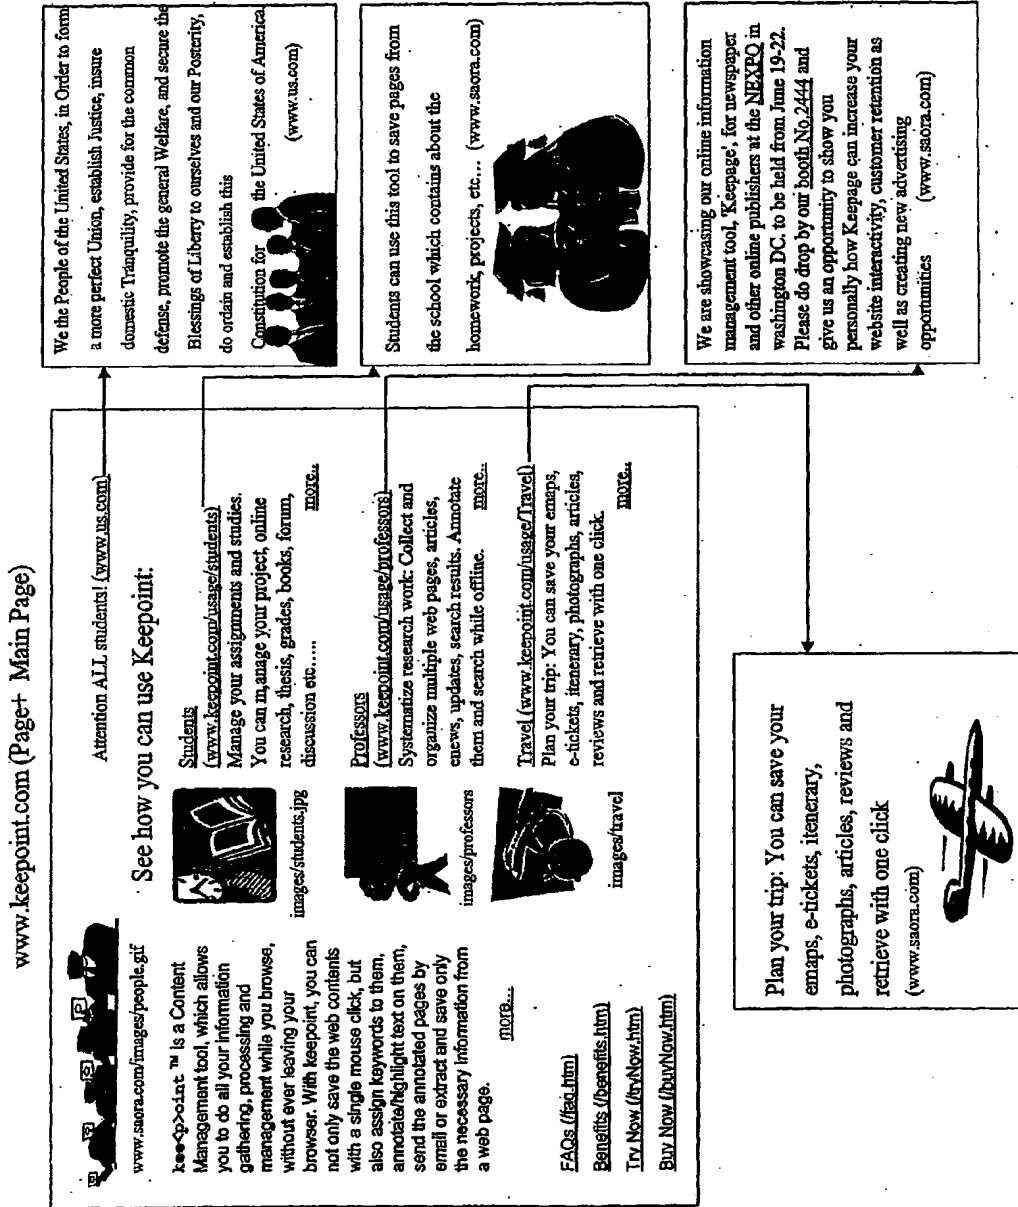 www.keepoint.com (Page+ Main Page)
www.saora.com/images/people.gif
kee<p>oint ™ Is a Content
Management tool, which allows
you to do all your information
gathering, processing and
management while you browse,
without ever leaving your
browser. With keepoint, you can
not only save the web contents
with a single mouse click, but
also assign keywords to them,
annotate/highlight text on them,
send the annotated pages by
email or extract and save only
the necessary information from
a web page.
more...
FAQs (/faq.htm)
Benefits (/benefits.htm)
Try Now (/tryNow.htm)
Buy Now (/buyNow.htm)
Attention ALL students! (www.us.com)
See how you can use Keepoint:
images/students.jpg
Students
(www.keepoint.com/usage/students)
Manage your assignments and studies.
You can m,anage your project, online
research, thesis, grades, books, forum,
discussion etc.....
more..
images/professors
Professors
(www.keepoint.com/usage/professors)
Systematize research work: Collect and
organize multiple web pages, articles,
enews, updates, search results. Annotate
them and search while offline.
more..
images/travel
Travel (www.keepoint.com/usage/Travel)
Plan your trip: You can save your emaps,
e-tickets, itenerary, photographs, articles,
reviews and retrieve with one click.
more..
We the People of the United States, in Order to form
a more perfect Union, establish Justice, insure
domestic Tranquility, provide for the common
defense, promote the general Welfare, and secure the
Blessings of Liberty to ourselves and our Posterity,
do ordain and establish this
Constitution for the United States of America.
(www.us.com)
Students can use this tool to save pages from
the school which contains about the
homework, projects, etc... (www.saora.com)
We are showcasing our online information
management tool, 'Keepage', for newspaper
and other online publishers at the NEXPO in
washington DC, to be held from June 19-22.
Please do drop by our booth No.2444 and
give us an opportunity to show you
personally how Keepage can increase your
website interactivity, customer retention as
well as creating new advertising
opportunities (www.saora.com)
Plan your trip: You can save your
emaps, e-tickets, itenerary,
photographs, articles, reviews and
retrieve with one click
(www.saora.com)